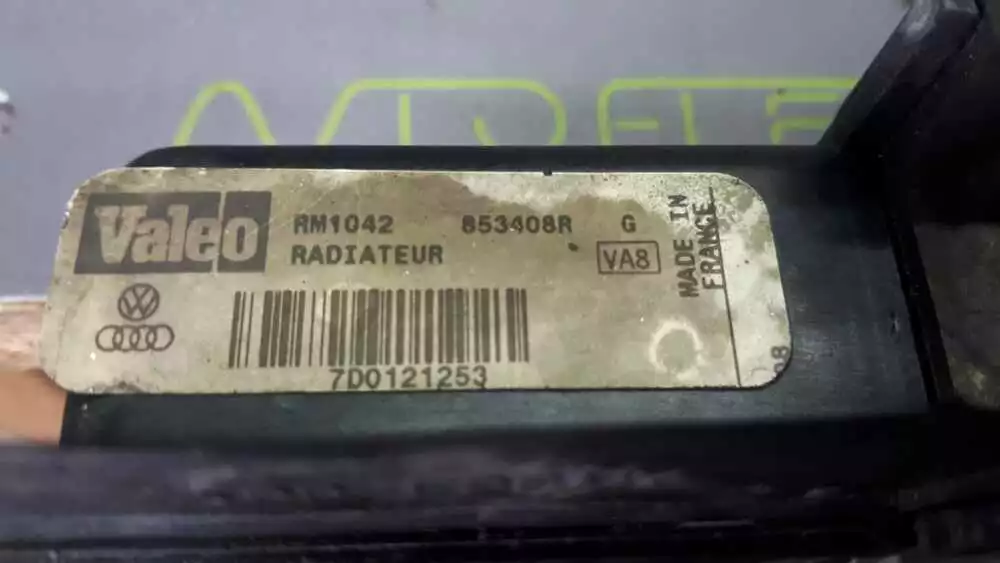 Valeo
RM1042 853408R G
RADIATEUR VA8
MADE IN
FRANCE
7D0121253